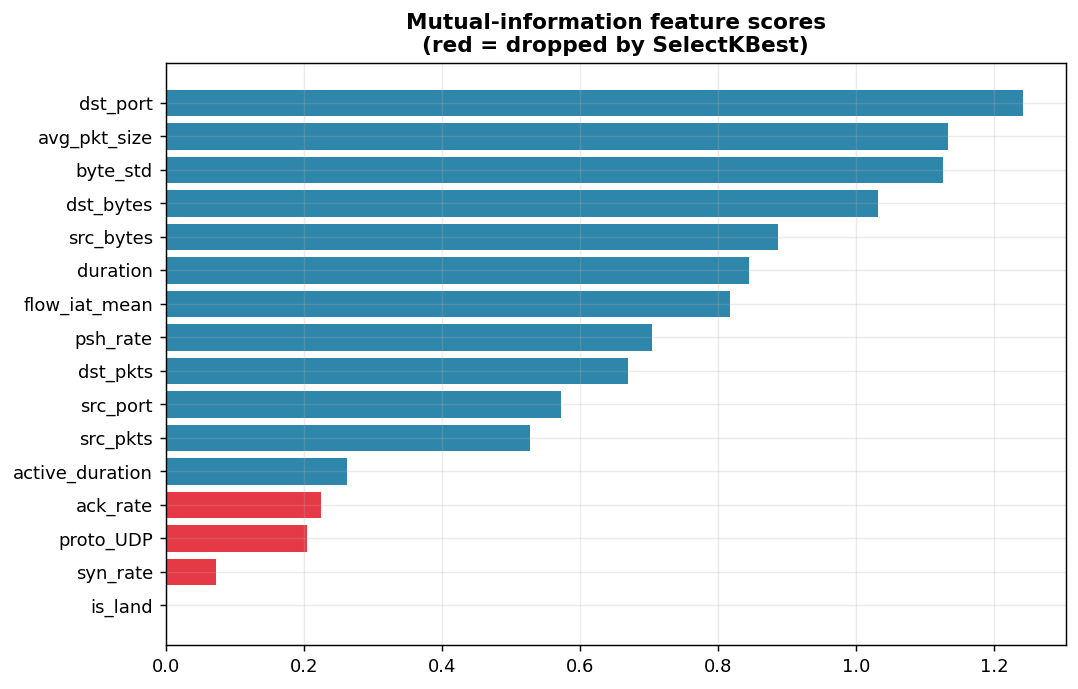 Mutual-information feature scores
(red = dropped by SelectKBest)
dst_port
avg_pkt_size
byte_std
dst_bytes
src_bytes
duration
flow_iat_mean
psh_rate
dst_pkts
src_port
src_pkts
active_duration
ack_rate
proto_UDP
syn_rate
is_land
0.0 0.2 0.4 0.6 0.8 1.0 1.2